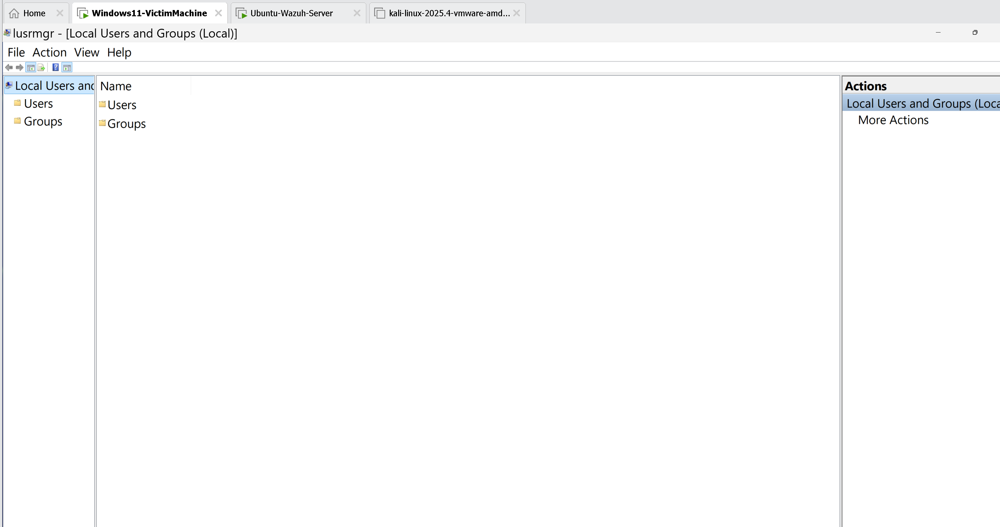 Home
Windows11-VictimMachine
Ubuntu-Wazuh-Server
kali-linux-2025.4-vmware-amd...
lusrmgr - [Local Users and Groups (Local)]
File Action View Help
Local Users and
Users
Groups
Name
Users
Groups
Actions
Local Users and Groups (Loca
More Actions